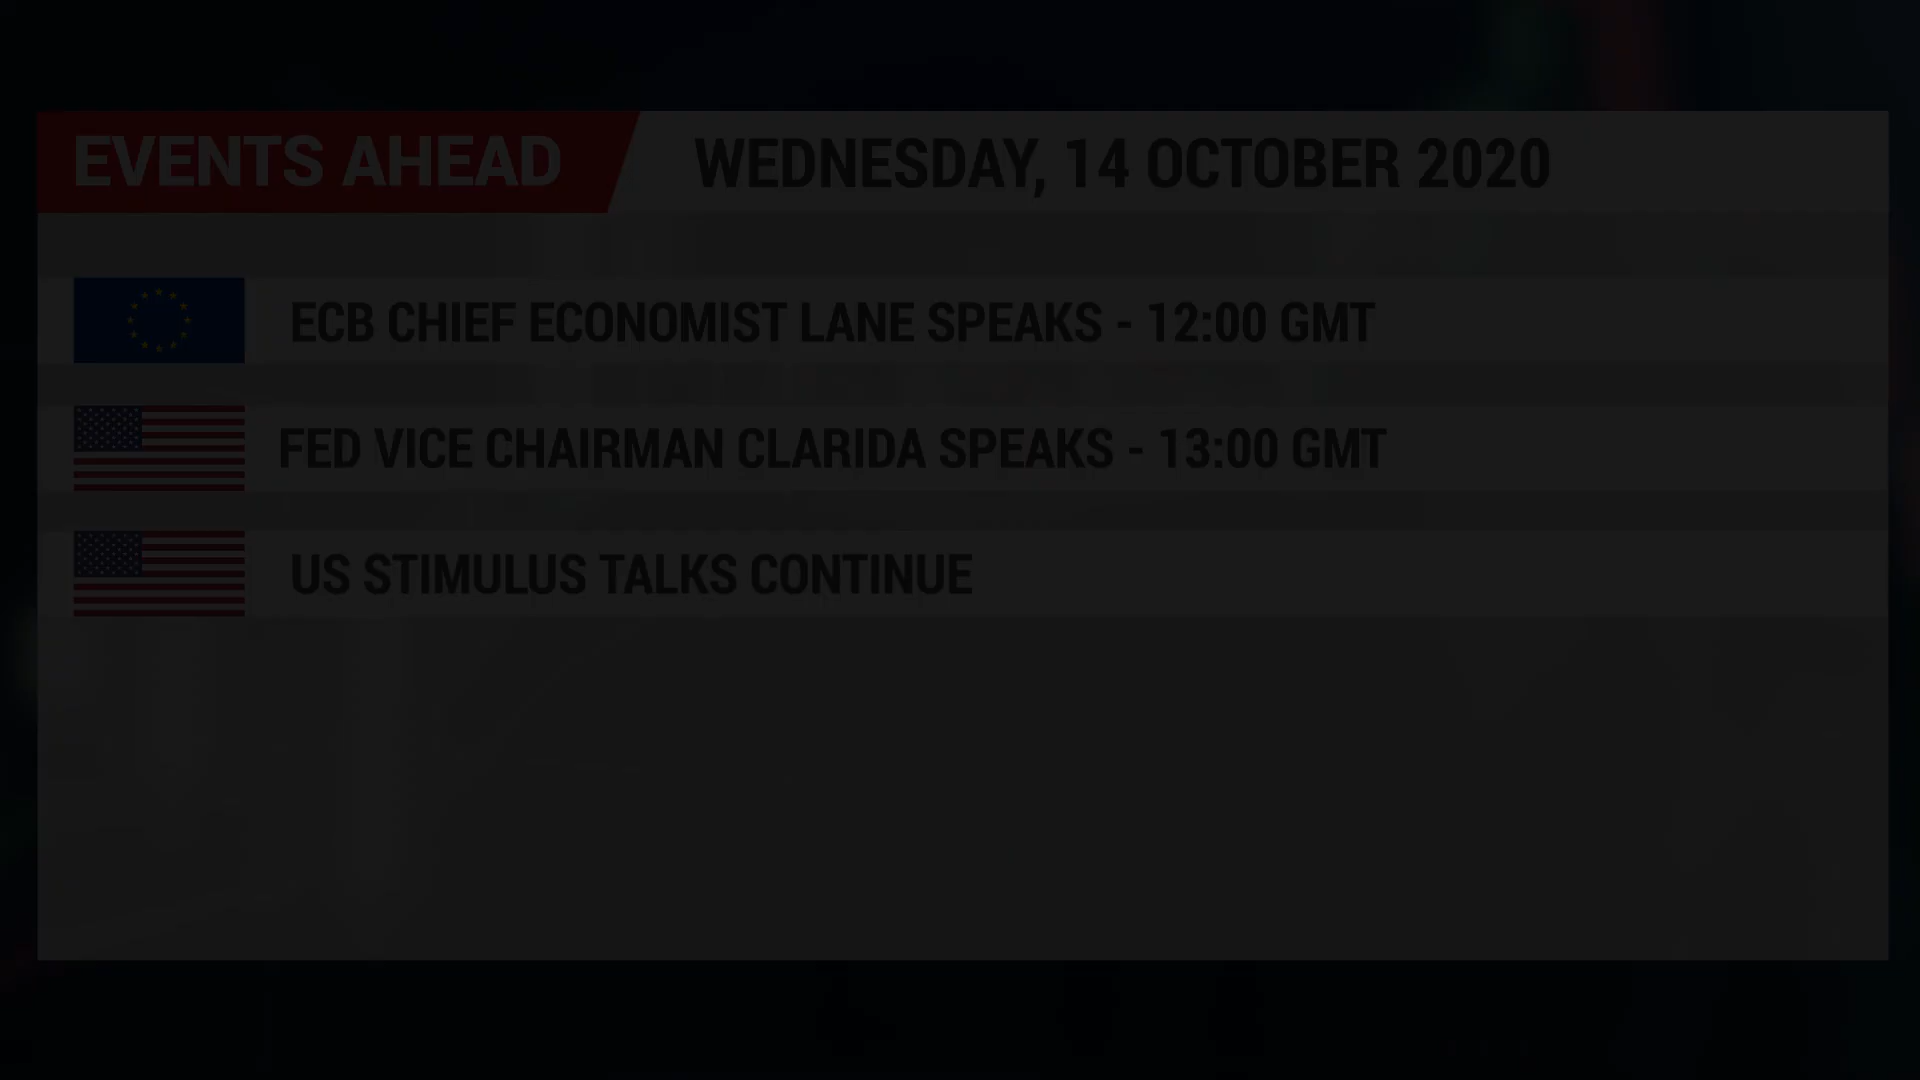 EVENTS AHEAD
WEDNESDAY, 14 OCTOBER 2020
ECB CHIEF ECONOMIST LANE SPEAKS - 12:00 GMT
FED VICE CHAIRMAN CLARIDA SPEAKS - 13:00 GMT
US STIMULUS TALKS CONTINUE